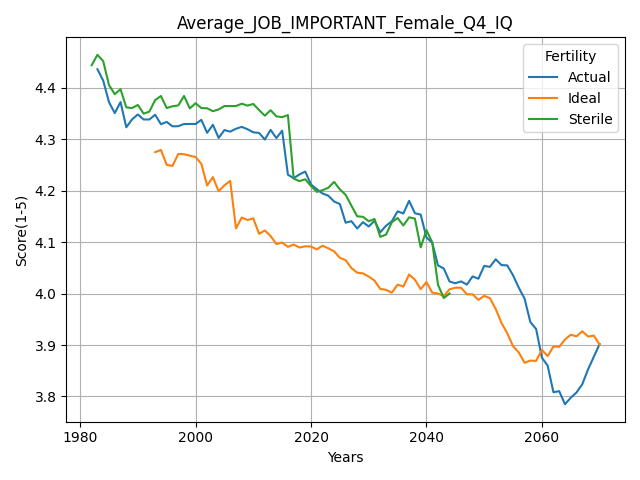 Average_JOB_IMPORTANT_Female_Q4_IQ
Fertility
Actual
Ideal
Sterile
Score(1-5)
4.4
4.3
4.2
4.1
4.0
3.9
3.8
1980 2000 2020 2040 2060
Years